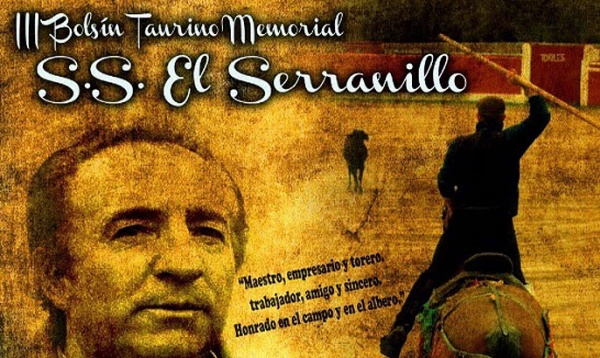 III Bolsín Taurino Memorial
S.S. El Serranillo
TORILES
"Maestro, empresario y torero,
trabajador, amigo y sincero,
Honrado en el campo y en el albero,"